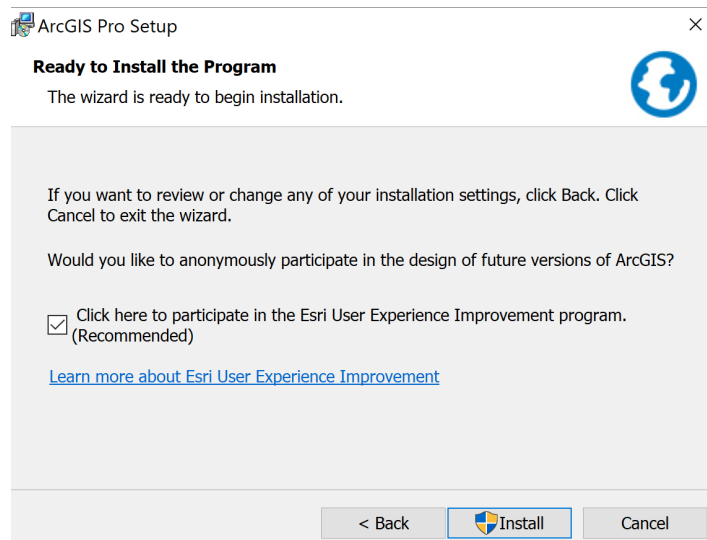 ArcGIS Pro Setup
Ready to Install the Program
The wizard is ready to begin installation.
If you want to review or change any of your installation settings, click Back. Click
Cancel to exit the wizard.
Would you like to anonymously participate in the design of future versions of ArcGIS?
Click here to participate in the Esri User Experience Improvement program.
(Recommended)
Learn more about Esri User Experience Improvement
< Back Install Cancel